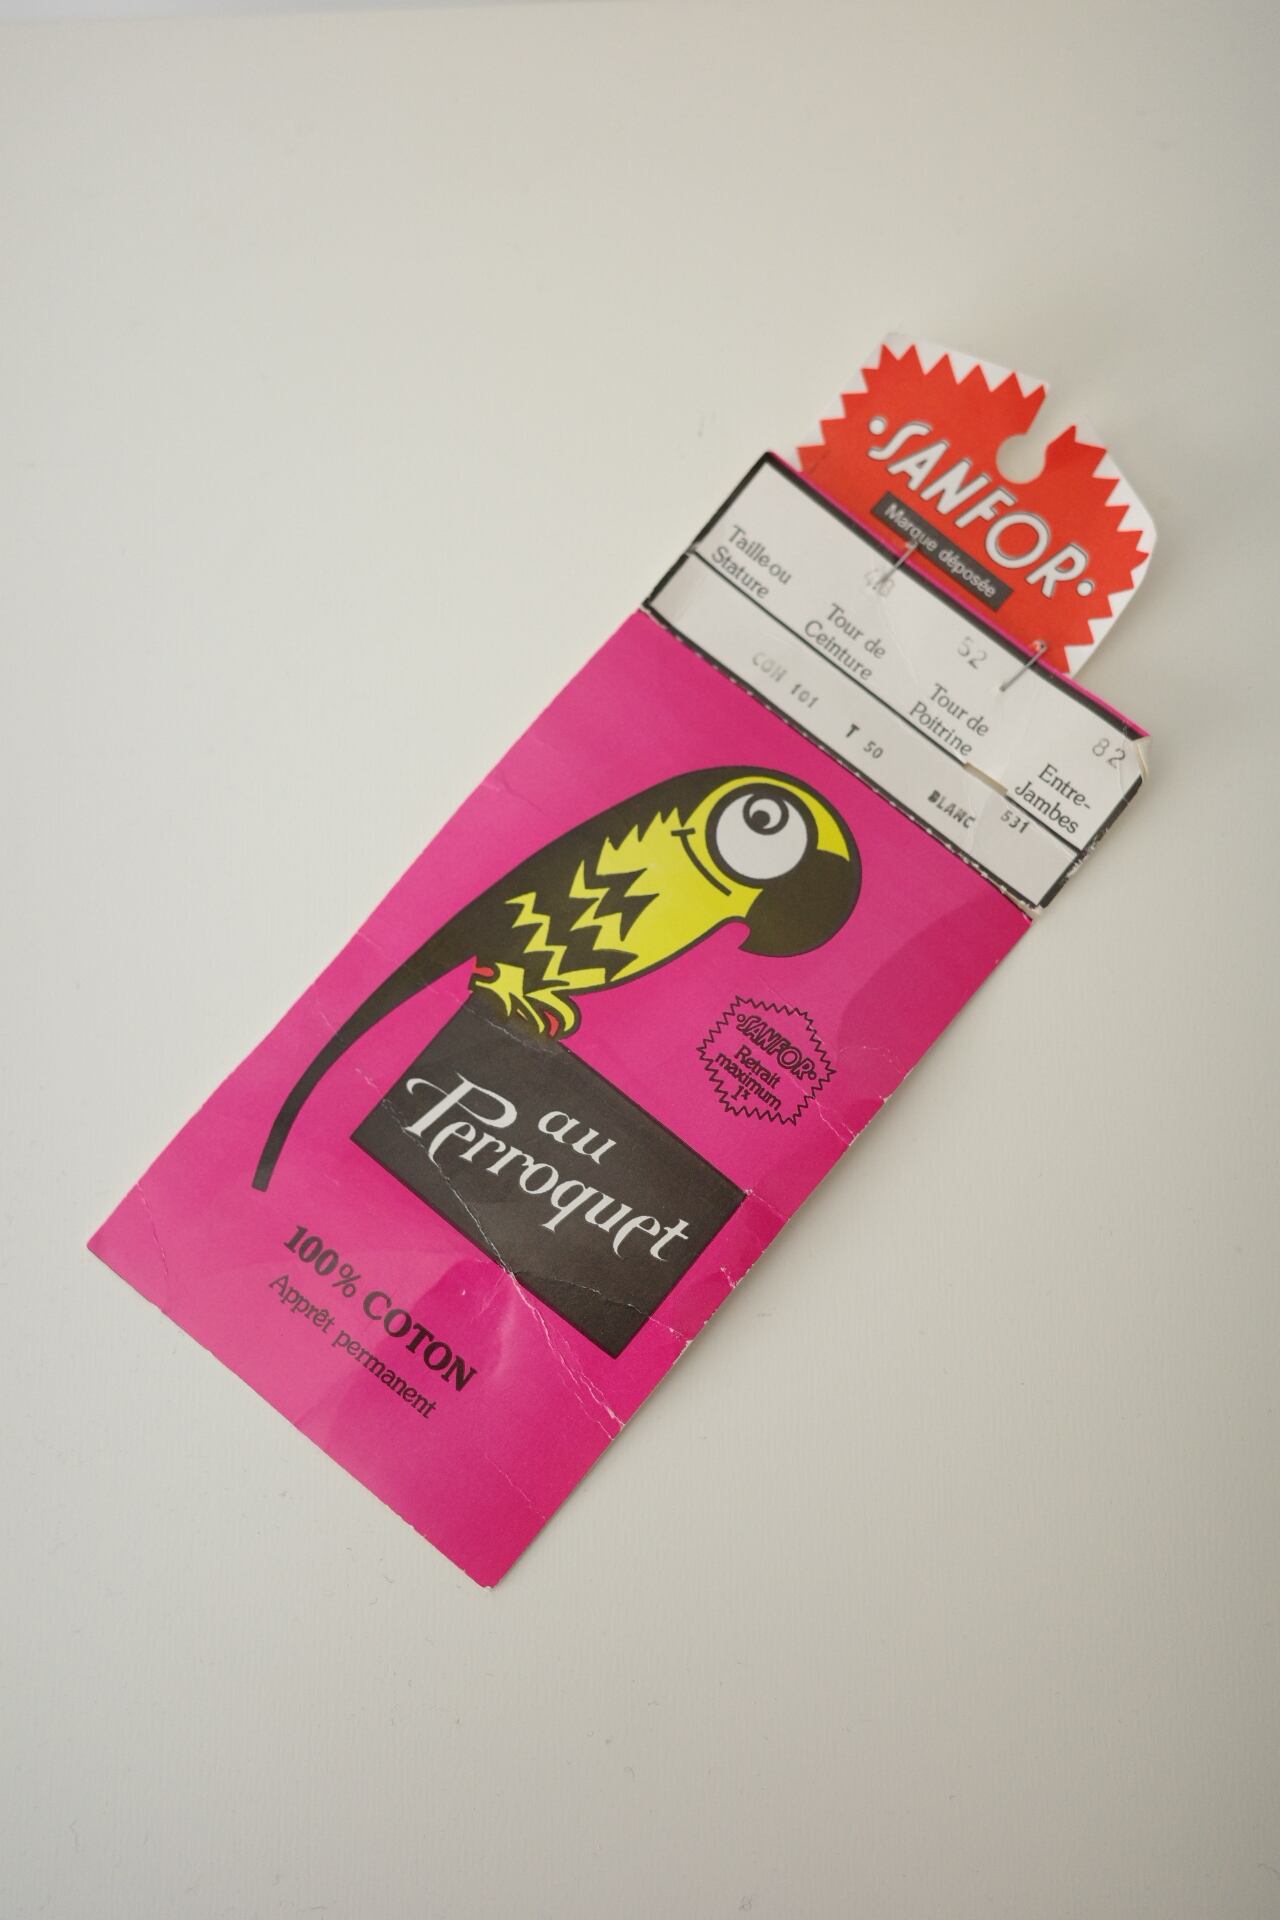 ·SANFOR·
Marque déposée
Taille ou
Stature
48
Tour de
Ceinture
52
Tour de
Poitrine
82
Entre-
Jambes
CON 101 T 50 BLANC 531
·SANFOR·
Retrait
maximum
1%
au
Perroquet
100% COTON
Apprêt permanent